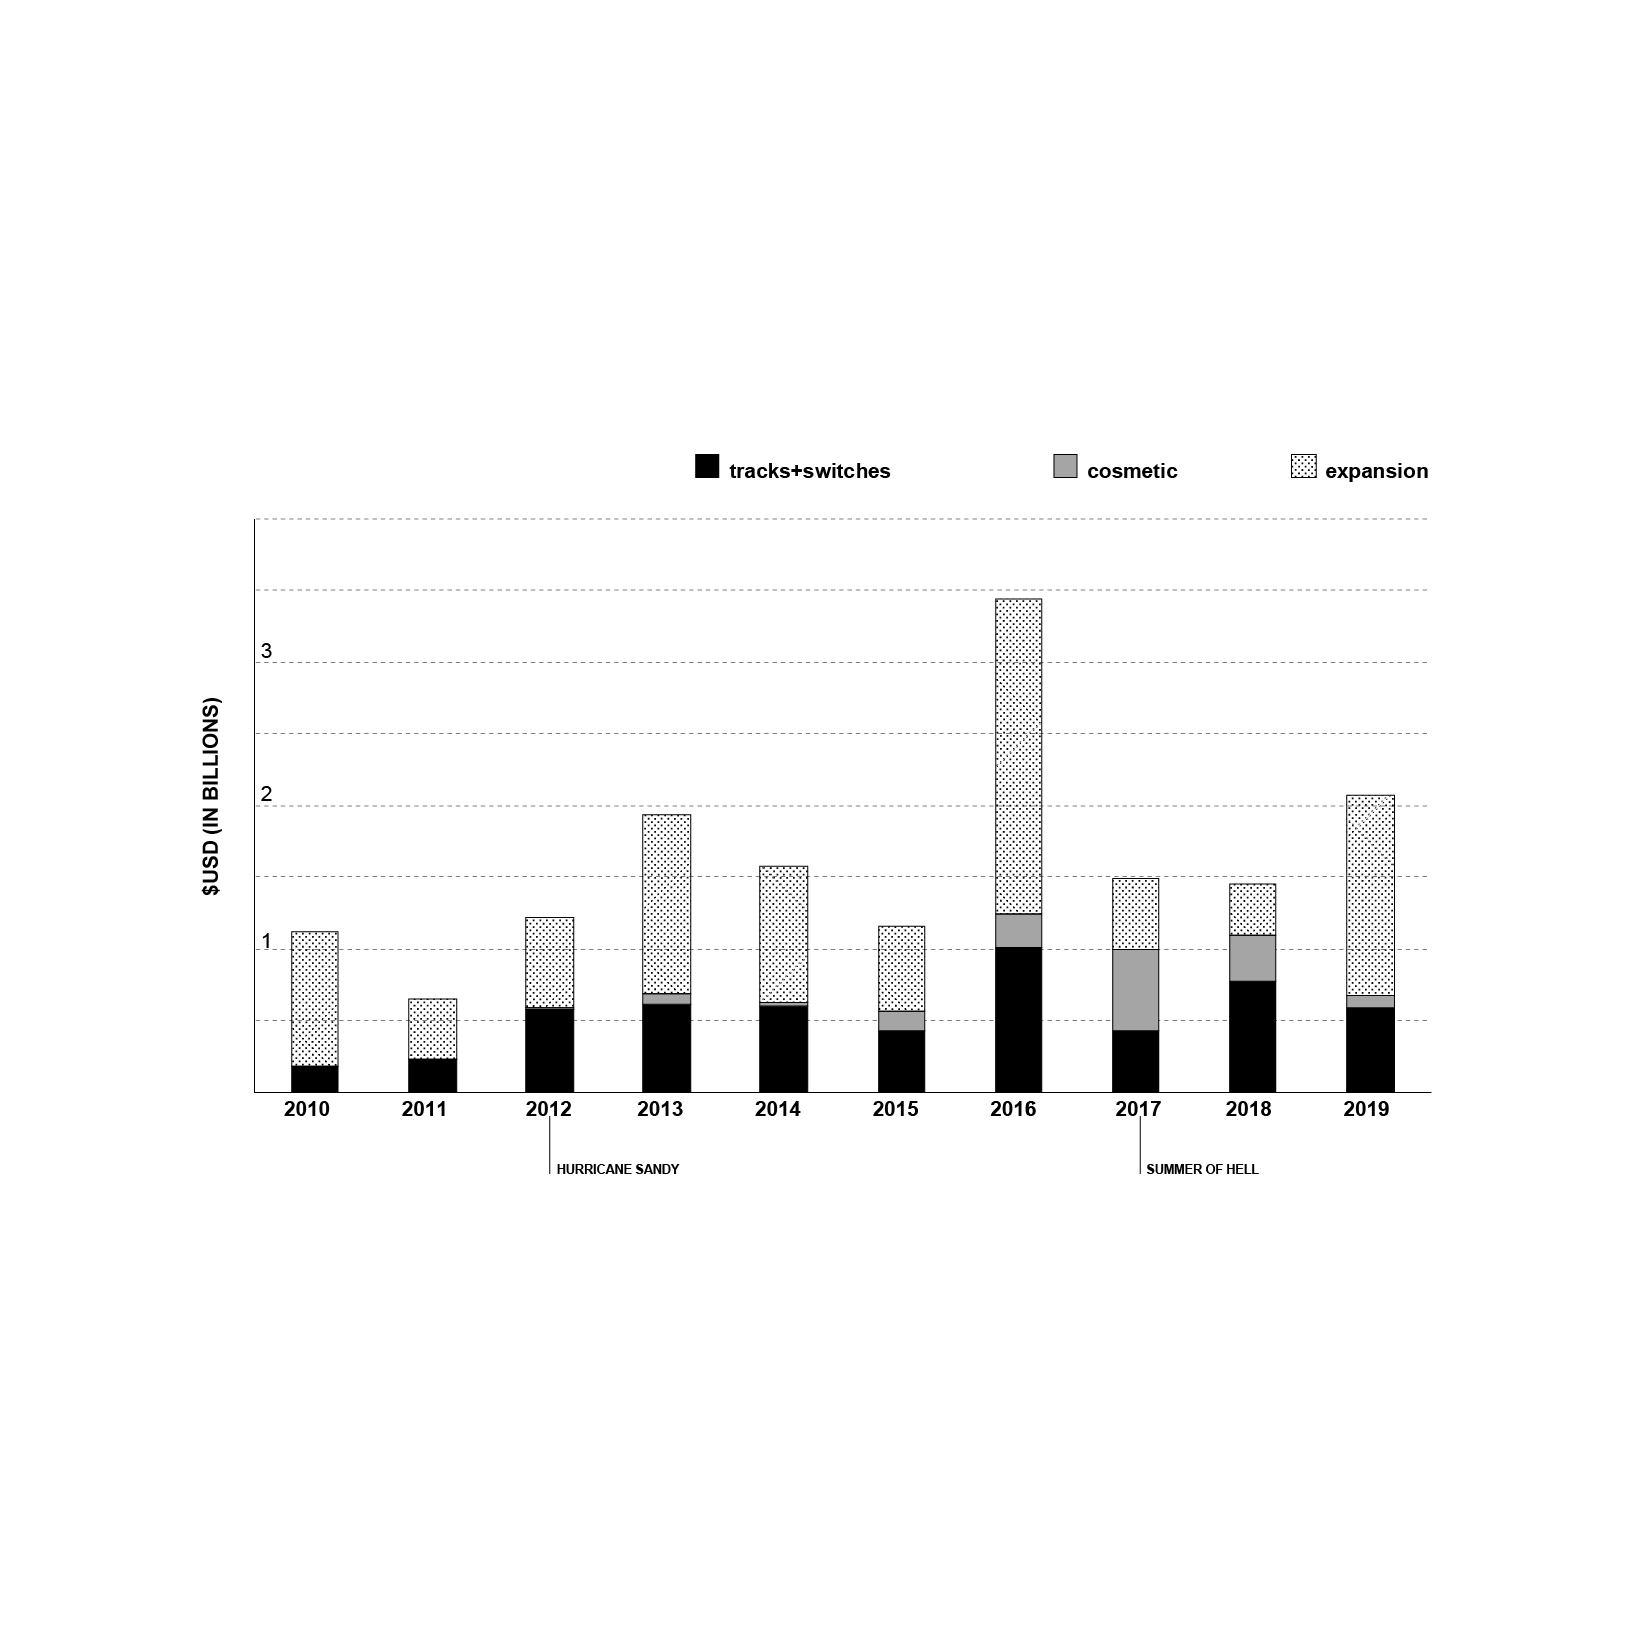 tracks+switches
cosmetic
expansion
3
2
1
$USD (IN BILLIONS)
2010
2011
2012
2013
2014
2015
2016
2017
2018
2019
HURRICANE SANDY
SUMMER OF HELL